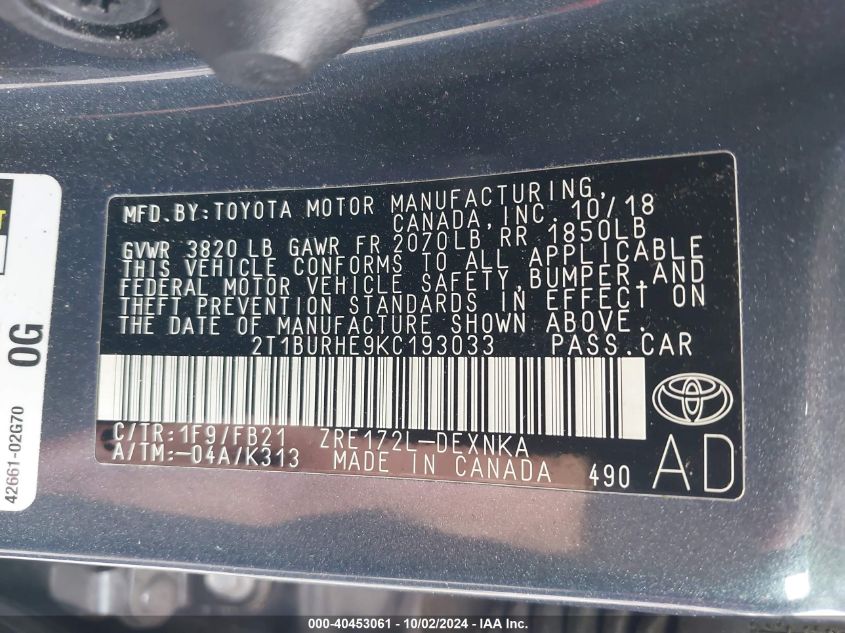 MFD.BY:TOYOTA MOTOR MANUFACTURING,
CANADA,INC. 10/18
GVWR 3820 LB GAWR FR 2070LB RR 1850LB
THIS VEHICLE CONFORMS TO ALL APPLICABLE
FEDERAL MOTOR VEHICLE SAFETY,BUMPER,AND
THEFT PREVENTION STANDARDS IN EFFECT ON
THE DATE OF MANUFACTURE SHOWN ABOVE.
2T1BURHE9KC193033 PASS.CAR
C/TR:1F9/FB21 ZRE172L-DEXNKA
A/TM:-04A/K313 MADE IN CANADA 490
AD
0G
42661-02G70
000-40453061 - 10/02/2024 - IAA Inc.